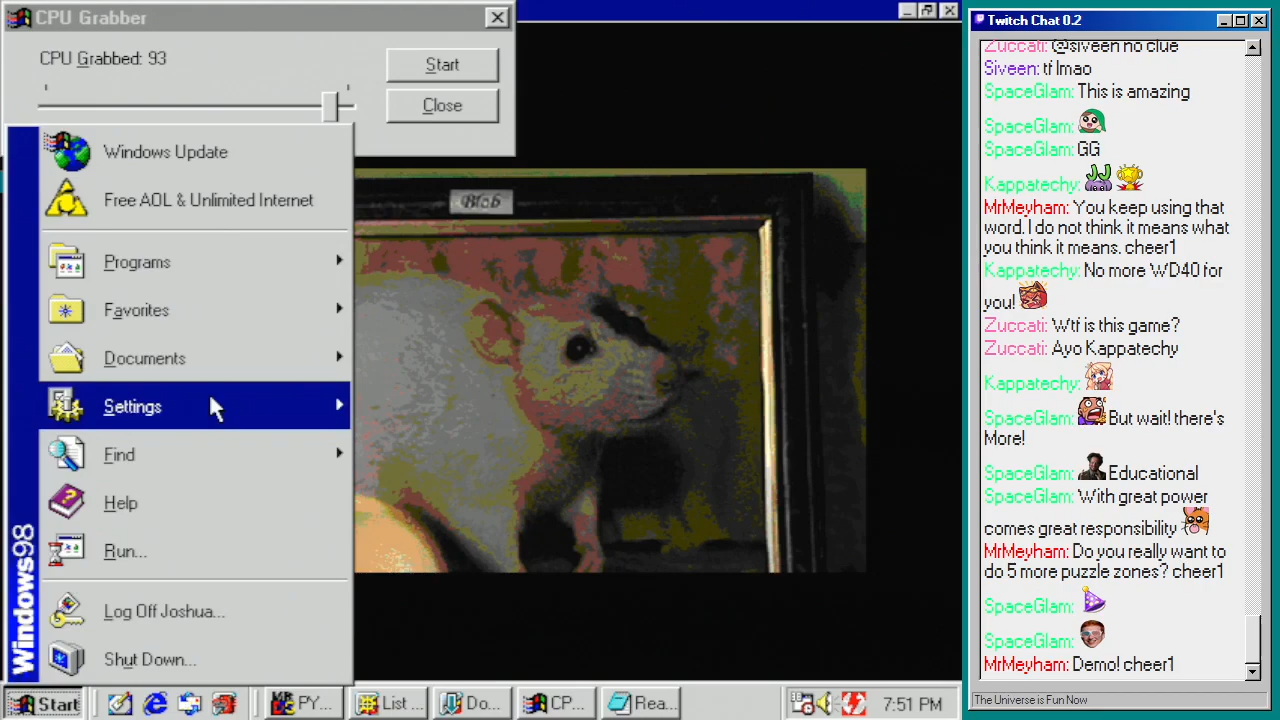 CPU Grabber
CPU Grabbed: 93
Start
Close
Windows Update
Free AOL & Unlimited Internet
Programs
Favorites
Documents
Settings
Find
Help
Run...
Log Off Joshua...
Shut Down...
Windows98
Blob
Start
PY...
List ...
Do...
CP...
Rea...
7:51 PM
Twitch Chat 0.2
Zuccati: @siveen no clue
Siveen: tf lmao
SpaceGlam: This is amazing
SpaceGlam:
SpaceGlam: GG
Kappatechy:
MrMeyham: You keep using that
word. I do not think it means what
you think it means. cheer1
Kappatechy: No more WD40 for
you!
Zuccati: Wtf is this game?
Zuccati: Ayo Kappatechy
Kappatechy:
SpaceGlam: But wait! there's
More!
SpaceGlam: Educational
SpaceGlam: With great power
comes great responsibility
MrMeyham: Do you really want to
do 5 more puzzle zones? cheer1
SpaceGlam:
SpaceGlam:
MrMeyham: Demo! cheer1
The Universe is Fun Now